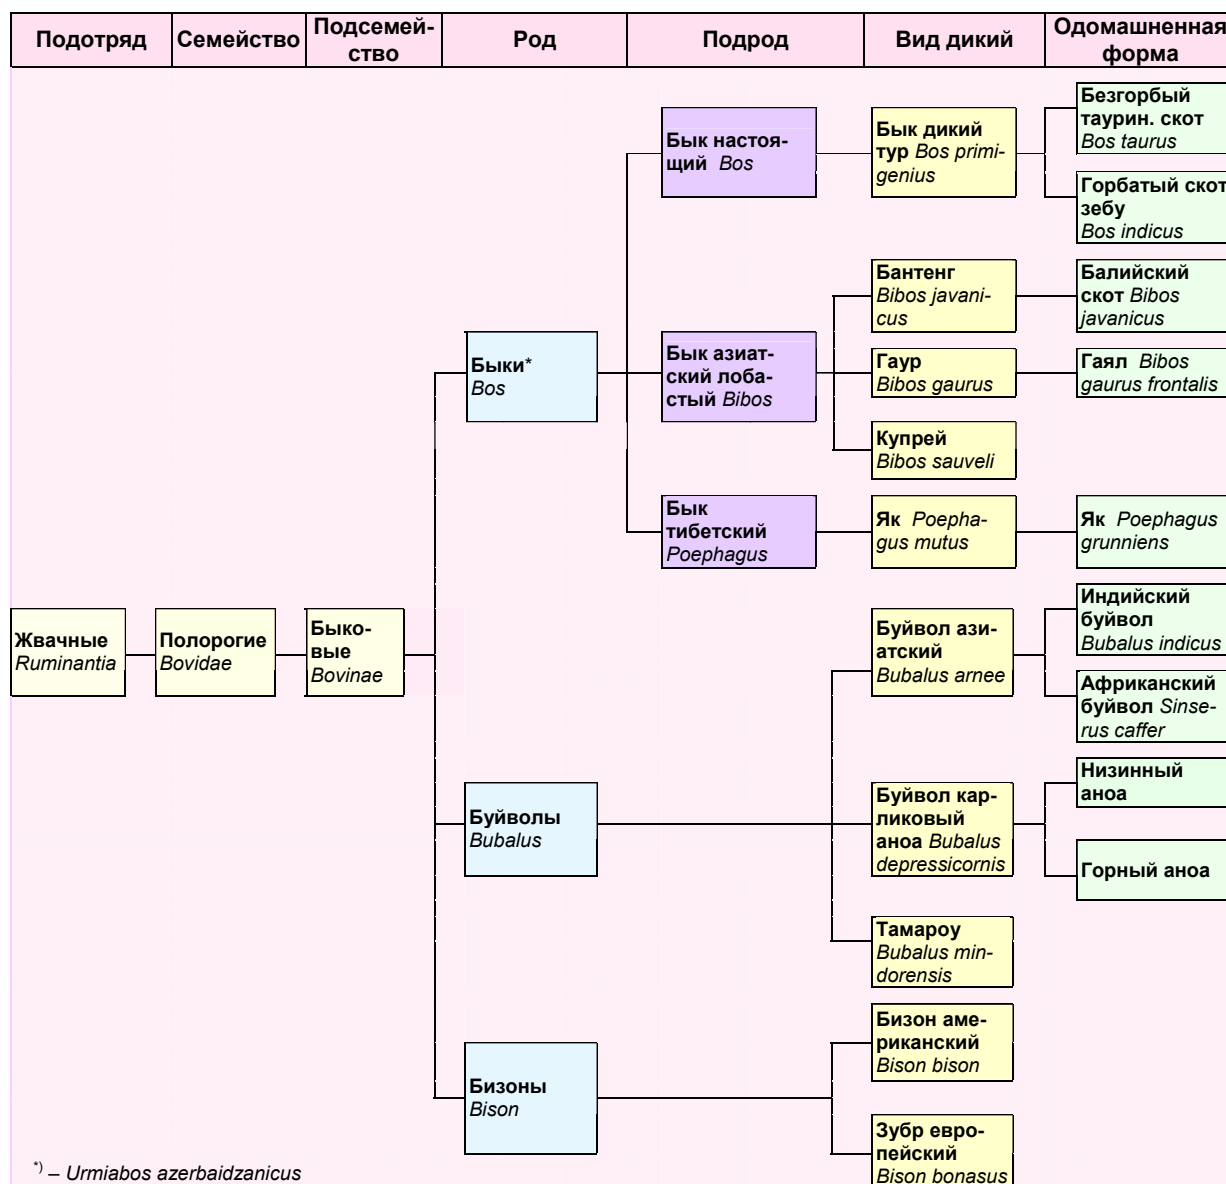 Подотряд
Семейство
Подсемей-
ство
Род
Подрод
Вид дикий
Одомашненная
форма
Безгорбый
таурин. скот
Bos taurus
Бык настоя-
щий Bos
Бык дикий
тур Bos primi-
genius
Горбатый скот
зебу
Bos indicus
Бантенг
Bibos javani-
cus
Балийский
скот Bibos
javanicus
Быки*
Bos
Бык азиат-
ский лоба-
стый Bibos
Гаур
Bibos gaurus
Гаял Bibos
gaurus frontalis
Купрей
Bibos sauveli
Бык
тибетский
Poephagus
Як Poepha-
gus mutus
Як Poephagus
grunniens
Жвачные
Ruminantia
Полорогие
Bovidae
Быко-
вые
Bovinae
Буйвол ази-
атский
Bubalus arnee
Индийский
буйвол
Bubalus indicus
Африканский
буйвол Sinse-
rus caffer
Буйволы
Bubalus
Буйвол кар-
ликовый
аноа Bubalus
depressicornis
Низинный
аноа
Горный аноа
Тамароу
Bubalus min-
dorensis
Бизоны
Bison
Бизон аме-
риканский
Bison bison
Зубр евро-
пейский
Bison bonasus
*) – Urmiabos azerbaidzanicus